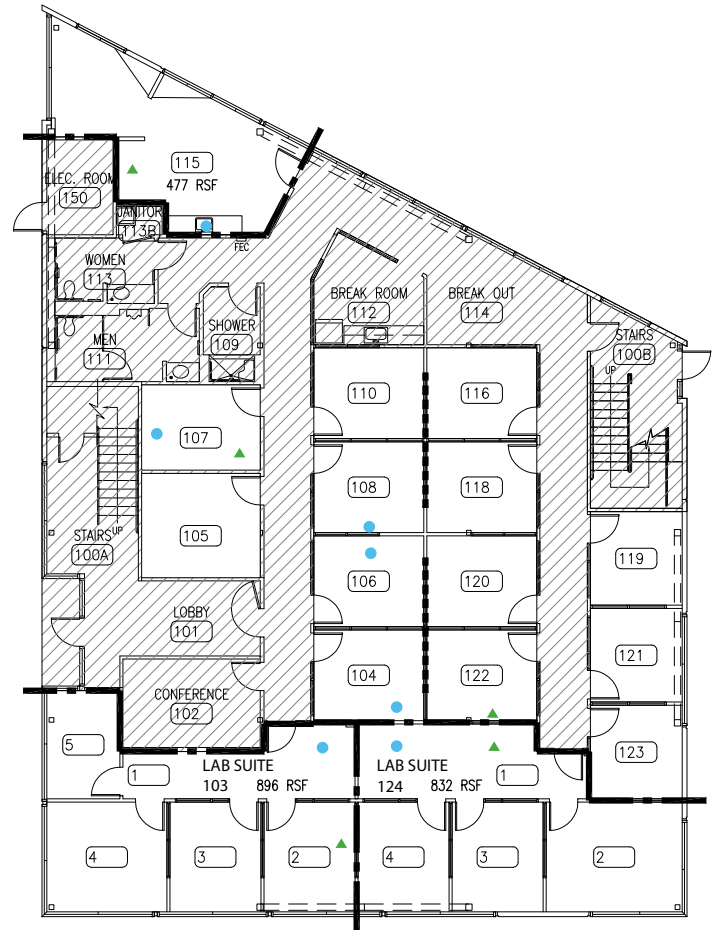 115
477 RSF
ELEC. ROOM
150
JANITOR
113B
FEC
WOMEN
113
BREAK ROOM
112
BREAK OUT
114
SHOWER
109
MEN
111
STAIRS
100B
UP
110
116
107
108
118
105
UP
STAIRS
100A
119
106
120
LOBBY
101
121
104
122
CONFERENCE
102
5
123
LAB SUITE
103 896 RSF
1
LAB SUITE
124 832 RSF
1
4
3
2
4
3
2